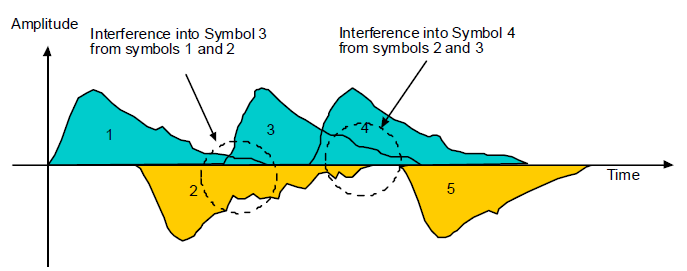 Amplitude
Interference into Symbol 3
from symbols 1 and 2
Interference into Symbol 4
from symbols 2 and 3
1
3
4
2
5
Time